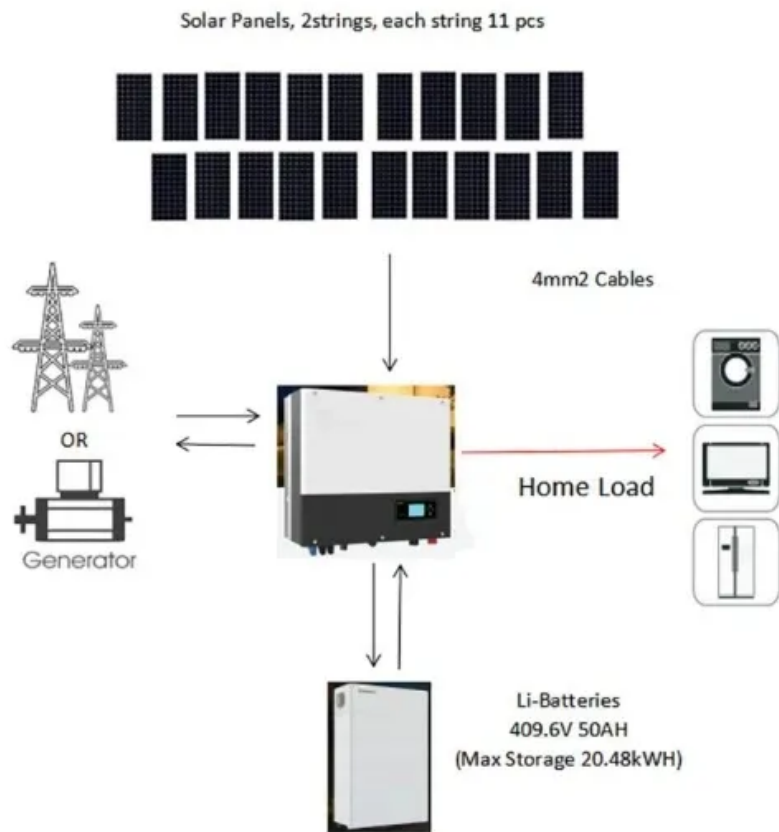 Solar Panels, 2strings, each string 11 pcs
4mm2 Cables
OR
Generator
Home Load
Li-Batteries
409.6V 50AH
(Max Storage 20.48kWH)